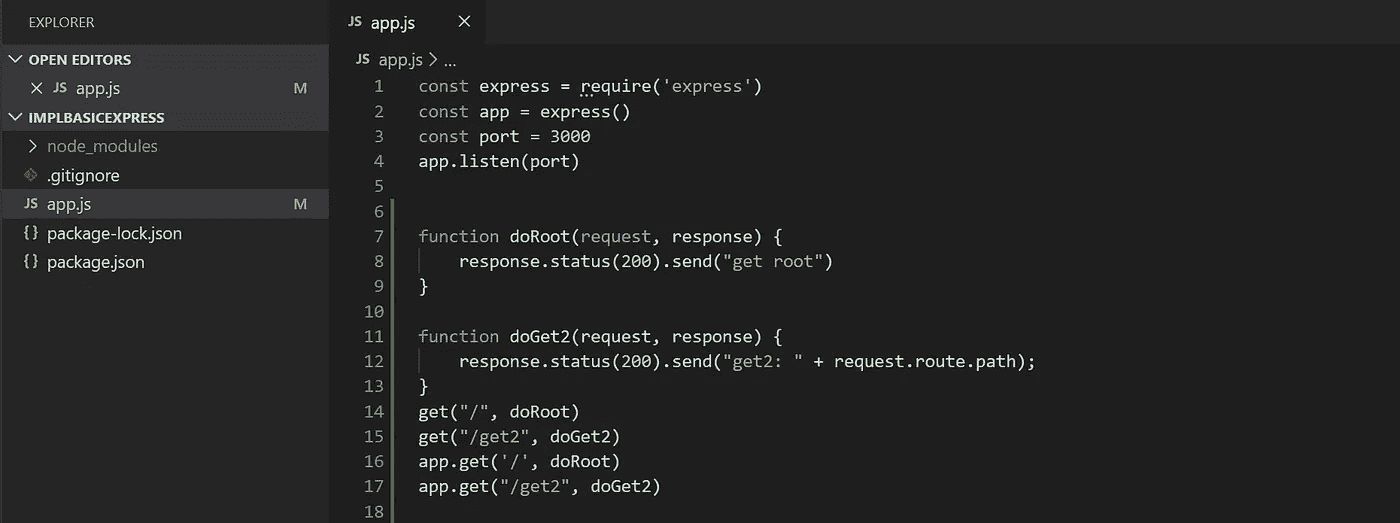 EXPLORER
OPEN EDITORS
JS app.js M
IMPLBASICEXPRESS
node_modules
.gitignore
JS app.js M
{} package-lock.json
{} package.json
JS app.js
JS app.js > ...
1 const express = require('express')
2 const app = express()
3 const port = 3000
4 app.listen(port)
5
6
7 function doRoot(request, response) {
8     response.status(200).send("get root")
9 }
10
11 function doGet2(request, response) {
12     response.status(200).send("get2: " + request.route.path);
13 }
14 get("/", doRoot)
15 get("/get2", doGet2)
16 app.get('/', doRoot)
17 app.get("/get2", doGet2)
18